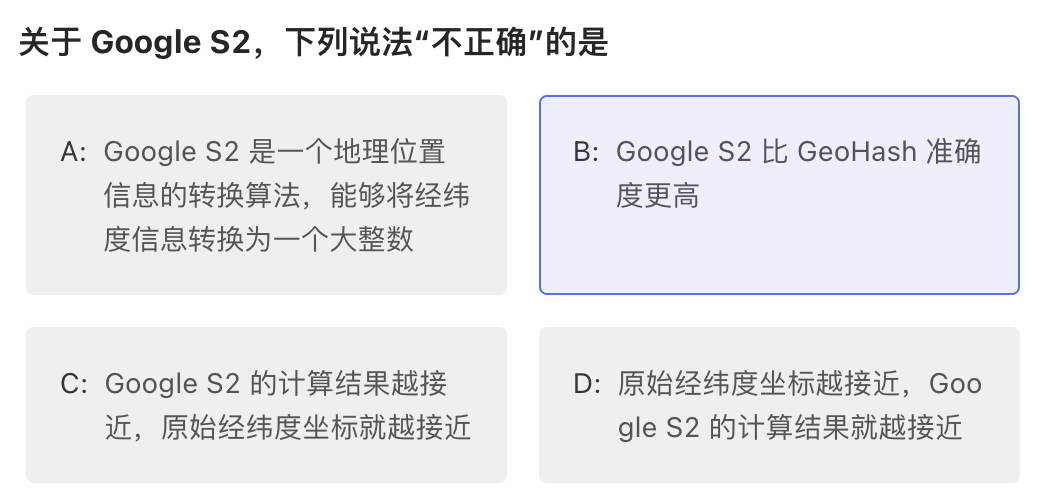 关于 Google S2，下列说法“不正确”的是
A: Google S2 是一个地理位置
信息的转换算法，能够将经纬
度信息转换为一个大整数
B: Google S2 比 GeoHash 准确
度更高
C: Google S2 的计算结果越接
近，原始经纬度坐标就越接近
D: 原始经纬度坐标越接近，Goo
gle S2 的计算结果就越接近